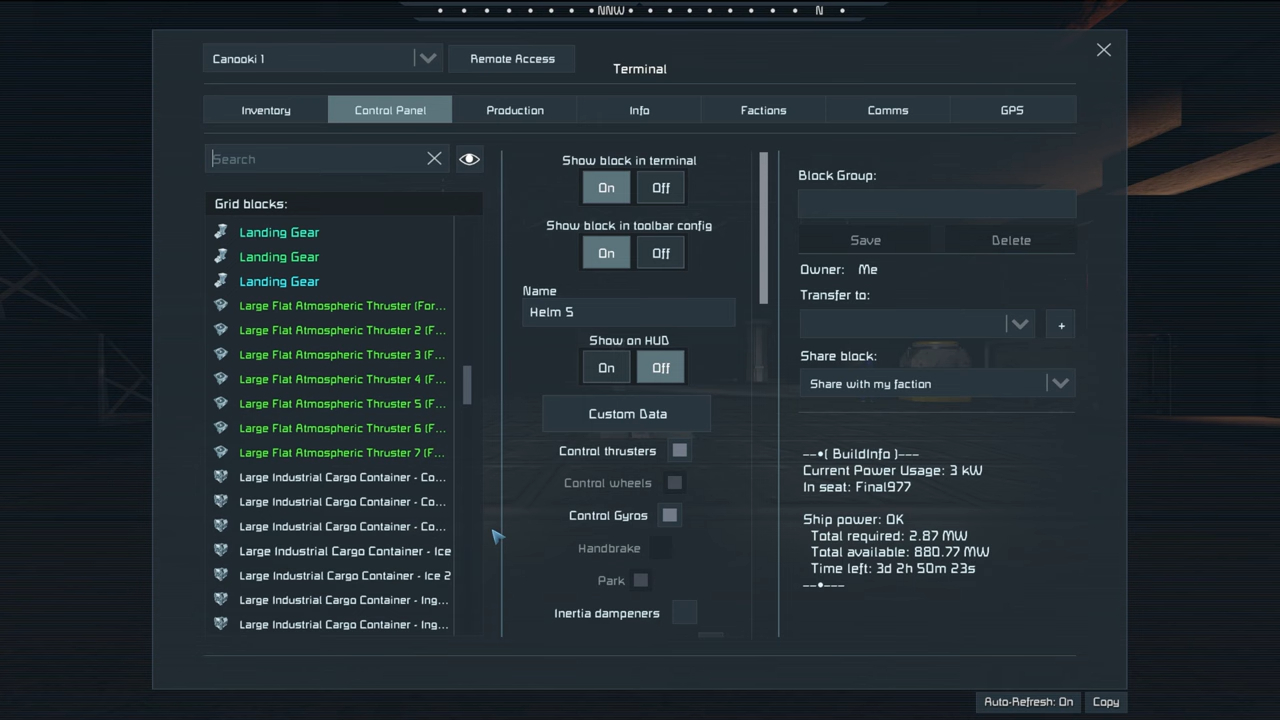 NNW N
Canooki 1
Remote Access
Terminal
Inventory
Control Panel
Production
Info
Factions
Comms
GPS
Search
Grid blocks:
Landing Gear
Landing Gear
Landing Gear
Large Flat Atmospheric Thruster (For...
Large Flat Atmospheric Thruster 2 (F...
Large Flat Atmospheric Thruster 3 (F...
Large Flat Atmospheric Thruster 4 (F...
Large Flat Atmospheric Thruster 5 (F...
Large Flat Atmospheric Thruster 6 (F...
Large Flat Atmospheric Thruster 7 (F...
Large Industrial Cargo Container - Co...
Large Industrial Cargo Container - Co...
Large Industrial Cargo Container - Co...
Large Industrial Cargo Container - Ice
Large Industrial Cargo Container - Ice 2
Large Industrial Cargo Container - Ing...
Large Industrial Cargo Container - Ing...
Show block in terminal
On Off
Show block in toolbar config
On Off
Name
Helm 5
Show on HUD
On Off
Custom Data
Control thrusters
Control wheels
Control Gyros
Handbrake
Park
Inertia dampeners
Block Group:
Save Delete
Owner: Me
Transfer to:
+
Share block:
Share with my faction
--•( BuildInfo )---
Current Power Usage: 3 kW
In seat: Final977
Ship power: OK
Total required: 2.87 MW
Total available: 880.77 MW
Time left: 3d 2h 50m 23s
--•---
Auto-Refresh: On
Copy